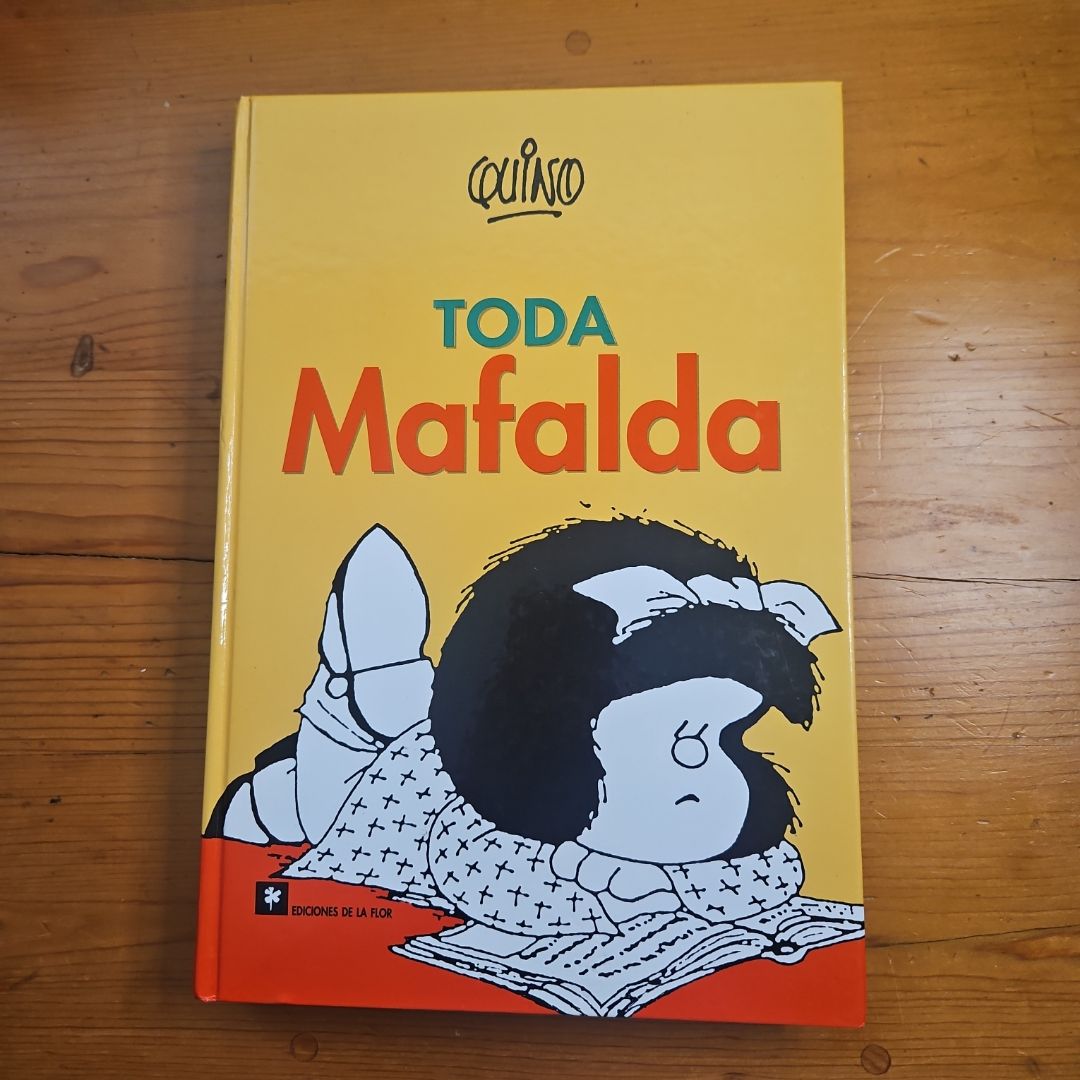 QUINO
TODA
Mafalda
EDICIONES DE LA FLOR